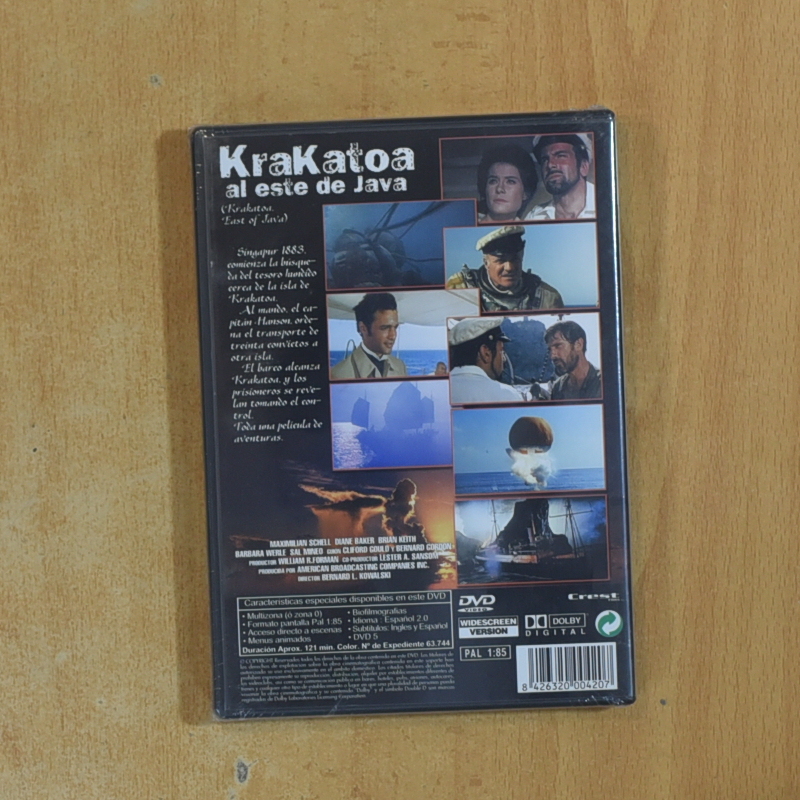 KraKatoa
al este de Java
(Krakatoa,
East of Java)
Singapur 1883,
comienza la búsque-
da del tesoro hundido
cerca de la isla de
Krakatoa.
Al mando, el ca-
pitán Hanson, orde-
na el transporte de
treinta convictos a
otra isla.
El barco alcanza
Krakatoa, y los
prisioneros se reve-
lan tomando el con-
trol.
Toda una película de
aventuras.
MAXIMILIAN SCHELL DIANE BAKER BRIAN KEITH
BARBARA WERLE SAL MINEO GUIÓN CLIFORD GOULD Y BERNARD GORDON
PRODUCTOR WILLIAM R.FORMAN CO-PRODUCTOR LESTER A. SANSOM
PRODUCIDA POR AMERICAN BROADCASTING COMPANIES INC.
DIRECTOR BERNARD L. KOWALSKI
Características especiales disponibles en este DVD
• Multizona (ó zona 0)
• Formato pantalla Pal 1:85
• Acceso directo a escenas
• Menus animados
• Biofilmografias
• Idioma : Español 2.0
• Subtitulos: Ingles y Español
• DVD 5
Duración Aprox. 121 min. Color. Nº de Expediente 63.744
DVD
VIDEO
Crest
WIDESCREEN
VERSION
DOLBY
DIGITAL
PAL 1:85
8 426320 004207